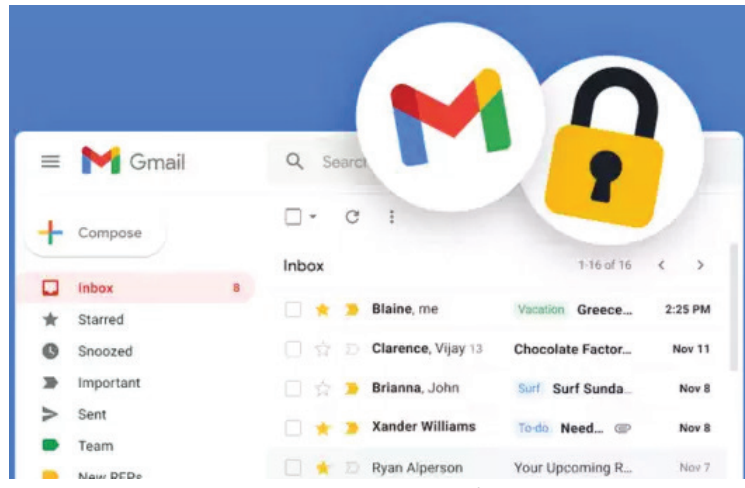 Gmail
Searc
Compose
Inbox 1-16 of 16
Inbox 8
Blaine, me Vacation Greece... 2:25 PM
Starred
Clarence, Vijay 13 Chocolate Factor... Nov 11
Snoozed
Brianna, John Surf Surf Sunda... Nov 8
Important
Sent
Xander Williams To-do Need... Nov 8
Team
Ryan Alperson Your Upcoming R... Nov 7
New RFPs